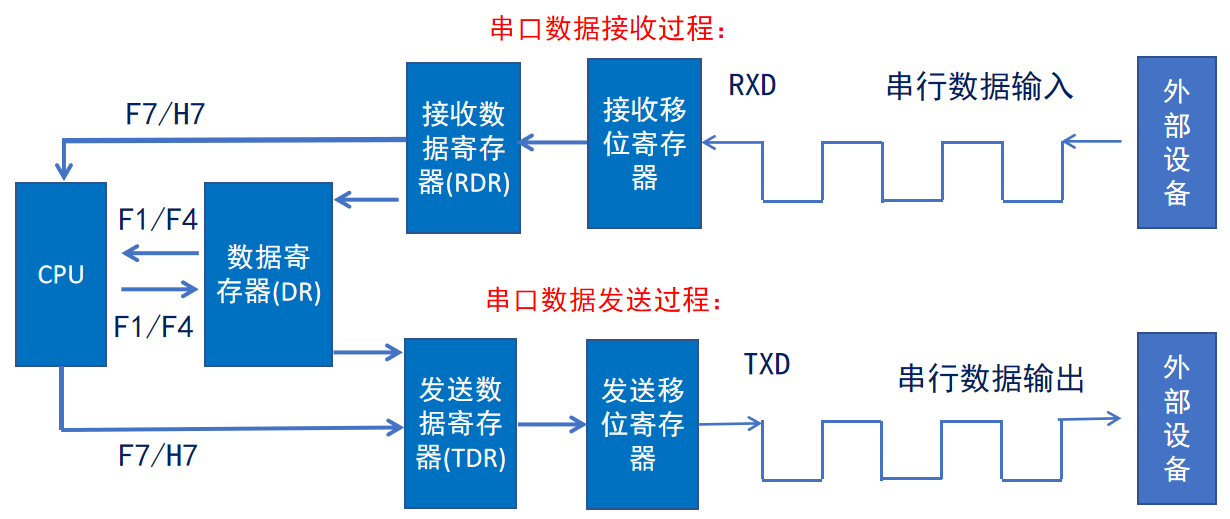 串口数据接收过程：
F7/H7
接收数
据寄存
器(RDR)
接收移
位寄存
器
RXD
串行数据输入
外
部
设
备
CPU
F1/F4
F1/F4
数据寄
存器(DR)
串口数据发送过程：
F7/H7
发送数
据寄存
器(TDR)
发送移
位寄存
器
TXD
串行数据输出
外
部
设
备